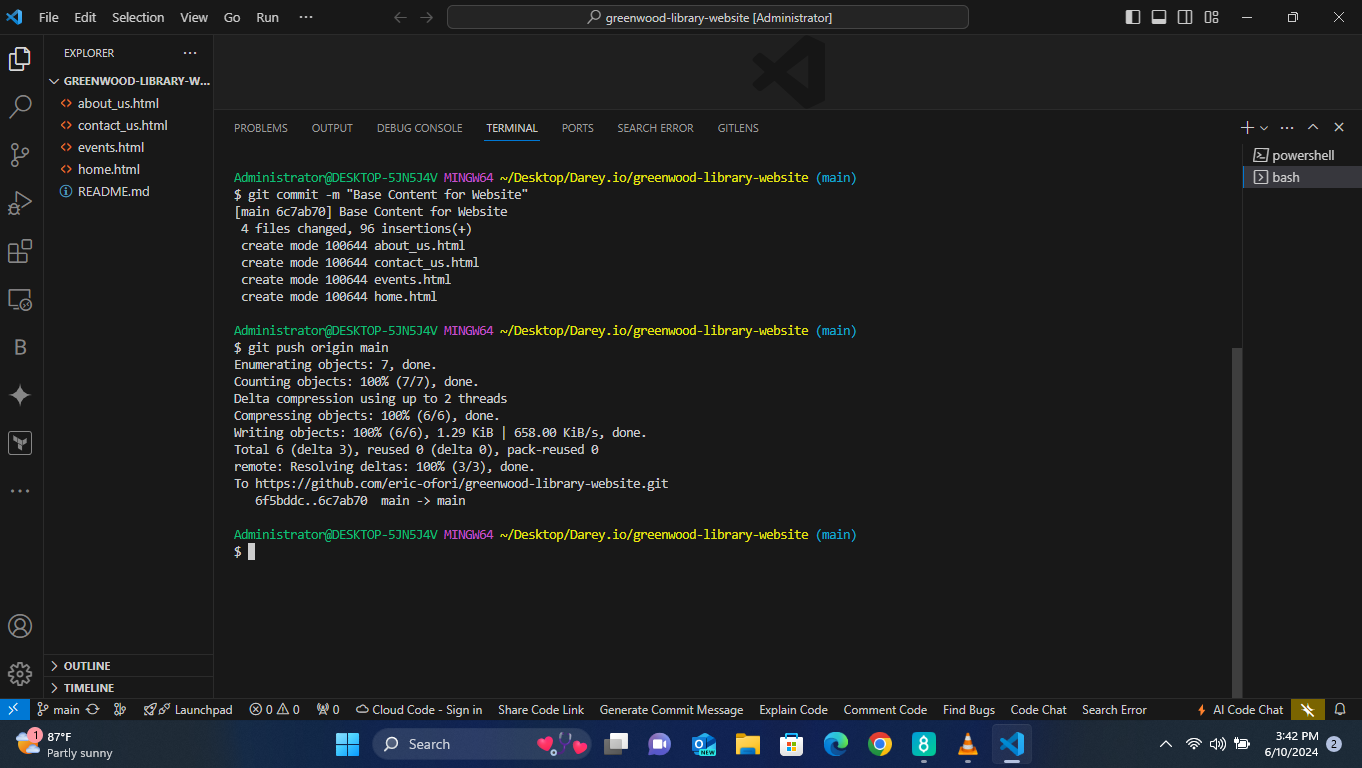 File Edit Selection View Go Run ···
greenwood-library-website [Administrator]
EXPLORER ···
GREENWOOD-LIBRARY-W...
about_us.html
contact_us.html
events.html
home.html
README.md
PROBLEMS OUTPUT DEBUG CONSOLE TERMINAL PORTS SEARCH ERROR GITLENS
powershell
bash
Administrator@DESKTOP-5JN5J4V MINGW64 ~/Desktop/Darey.io/greenwood-library-website (main)
$ git commit -m "Base Content for Website"
[main 6c7ab70] Base Content for Website
4 files changed, 96 insertions(+)
create mode 100644 about_us.html
create mode 100644 contact_us.html
create mode 100644 events.html
create mode 100644 home.html
Administrator@DESKTOP-5JN5J4V MINGW64 ~/Desktop/Darey.io/greenwood-library-website (main)
$ git push origin main
Enumerating objects: 7, done.
Counting objects: 100% (7/7), done.
Delta compression using up to 2 threads
Compressing objects: 100% (6/6), done.
Writing objects: 100% (6/6), 1.29 KiB | 658.00 KiB/s, done.
Total 6 (delta 3), reused 0 (delta 0), pack-reused 0
remote: Resolving deltas: 100% (3/3), done.
To https://github.com/eric-ofori/greenwood-library-website.git
6f5bddc..6c7ab70  main -> main
Administrator@DESKTOP-5JN5J4V MINGW64 ~/Desktop/Darey.io/greenwood-library-website (main)
$
B
OUTLINE
TIMELINE
main Launchpad 0 0 0 Cloud Code - Sign in Share Code Link Generate Commit Message Explain Code Comment Code Find Bugs Code Chat Search Error AI Code Chat
1
87°F
Partly sunny
Search
NEW
8
3:42 PM
6/10/2024
2